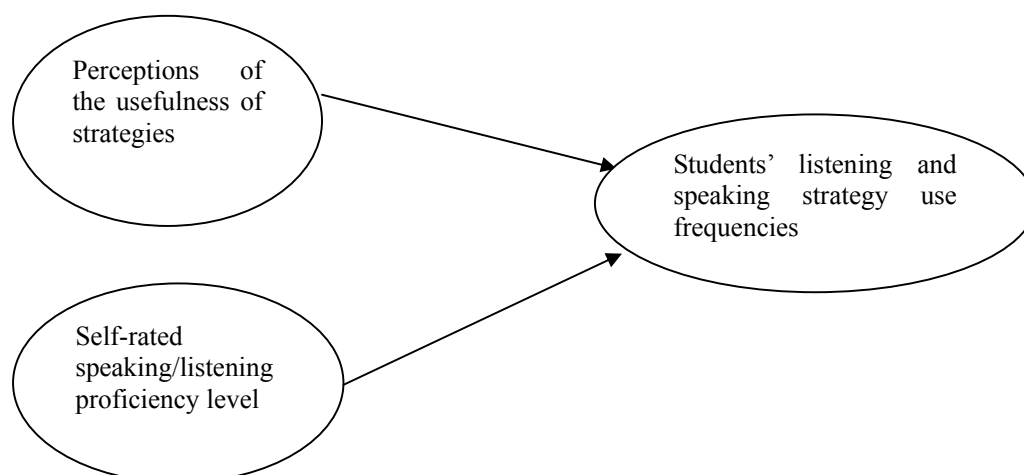 Perceptions of
the usefulness of
strategies
Students’ listening and
speaking strategy use
frequencies
Self-rated
speaking/listening
proficiency level